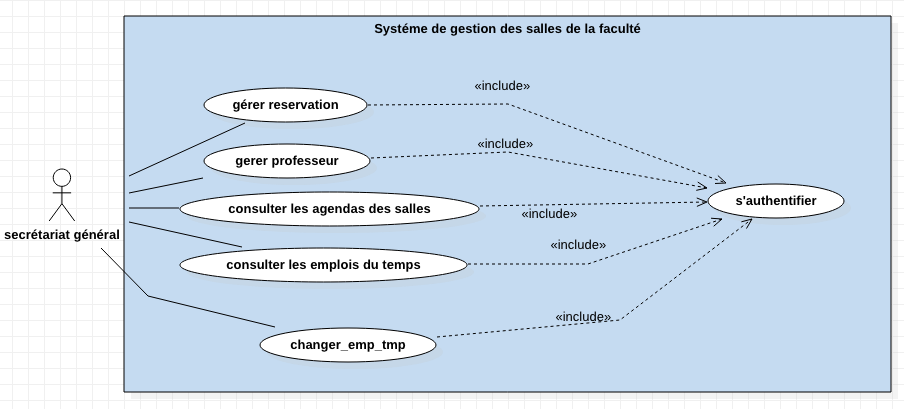 Systéme de gestion des salles de la faculté
«include»
gérer reservation
«include»
gerer professeur
s'authentifier
consulter les agendas des salles
«include»
secrétariat général
«include»
consulter les emplois du temps
«include»
changer_emp_tmp